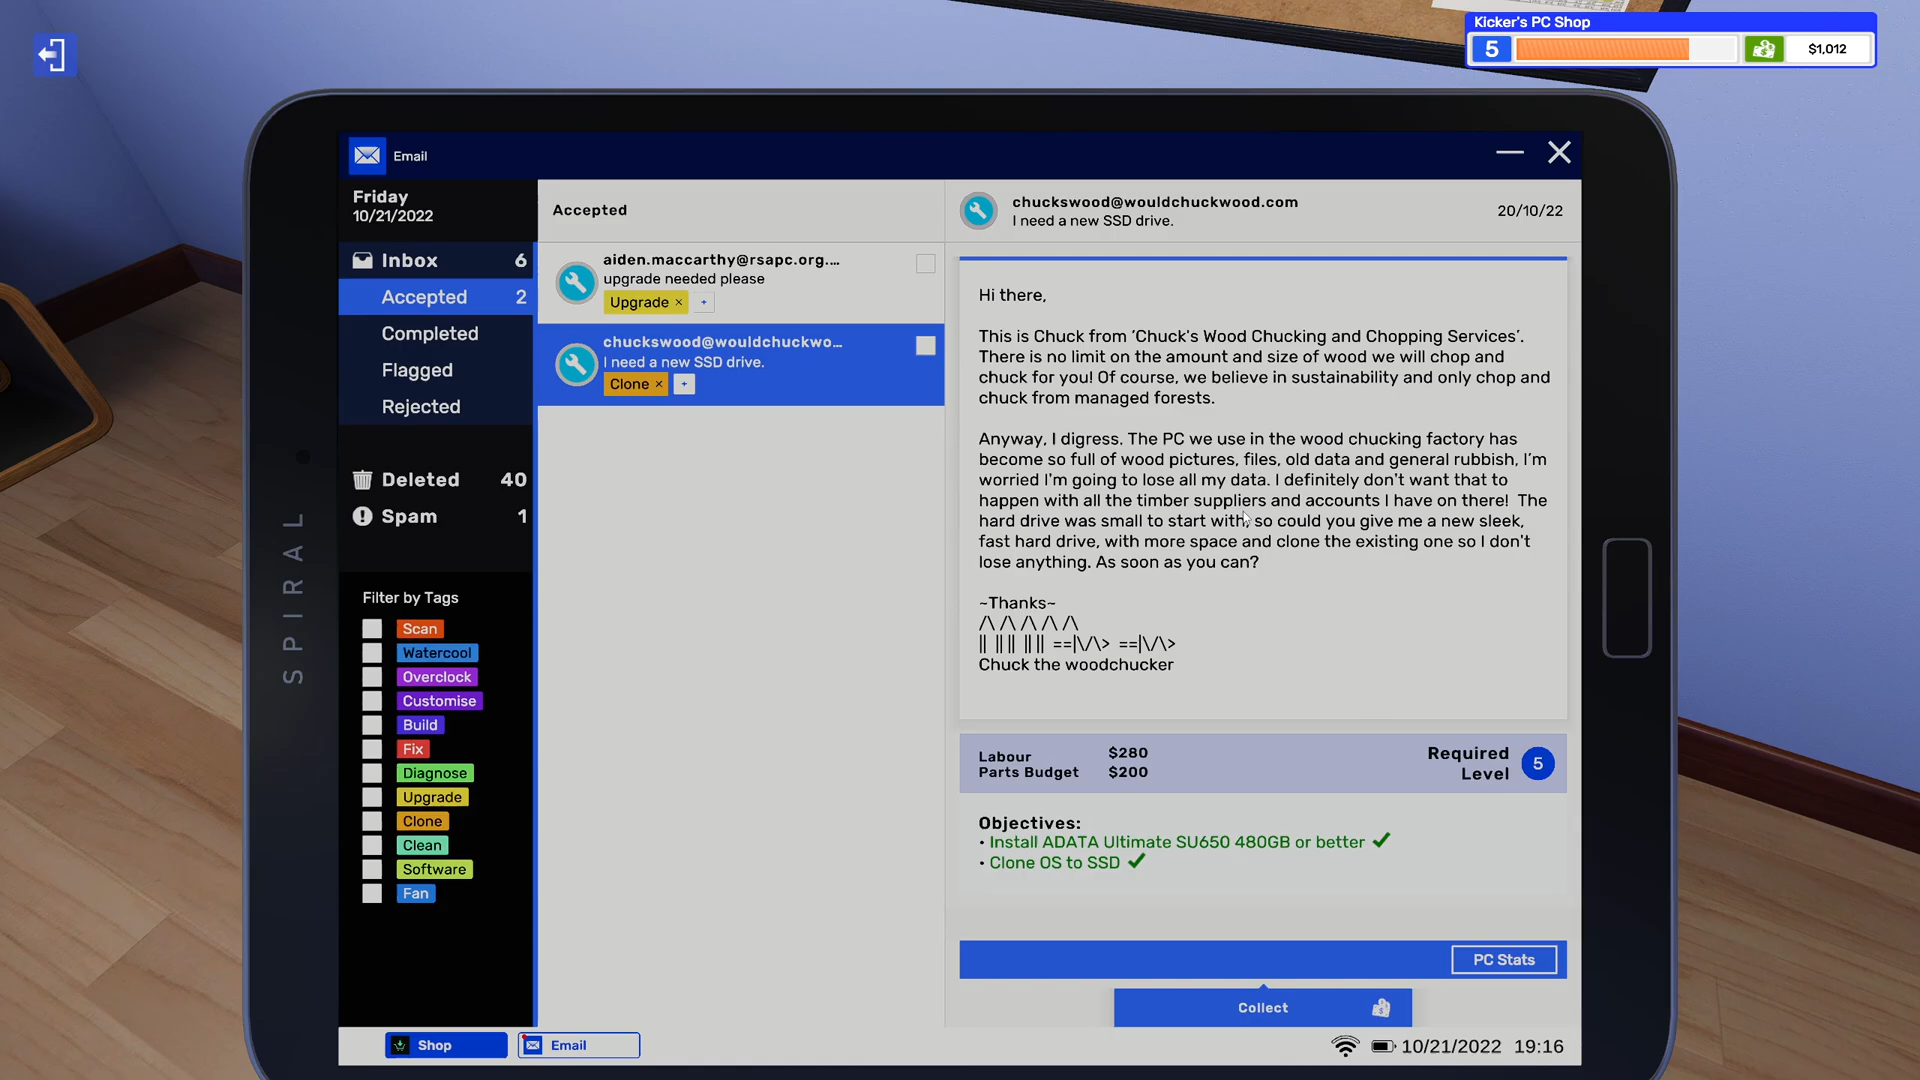 Kicker's PC Shop
5
$1,012
Email
Friday
10/21/2022
Inbox 6
Accepted 2
Completed
Flagged
Rejected
Deleted 40
Spam 1
Filter by Tags
Scan
Watercool
Overclock
Customise
Build
Fix
Diagnose
Upgrade
Clone
Clean
Software
Fan
Accepted
aiden.maccarthy@rsapc.org....
upgrade needed please
Upgrade × +
chuckswood@wouldchuckwo...
I need a new SSD drive.
Clone × +
chuckswood@wouldchuckwood.com
I need a new SSD drive.
20/10/22
Hi there,
This is Chuck from ‘Chuck's Wood Chucking and Chopping Services’.
There is no limit on the amount and size of wood we will chop and
chuck for you! Of course, we believe in sustainability and only chop and
chuck from managed forests.
Anyway, I digress. The PC we use in the wood chucking factory has
become so full of wood pictures, files, old data and general rubbish, I’m
worried I'm going to lose all my data. I definitely don't want that to
happen with all the timber suppliers and accounts I have on there! The
hard drive was small to start with, so could you give me a new sleek,
fast hard drive, with more space and clone the existing one so I don't
lose anything. As soon as you can?
~Thanks~
/\ /\ /\ /\ /\
|| || || || ==|\/\> ==|\/\>
Chuck the woodchucker
Labour $280
Parts Budget $200
Required
Level 5
Objectives:
• Install ADATA Ultimate SU650 480GB or better ✓
• Clone OS to SSD ✓
PC Stats
Collect
Shop
Email
10/21/2022 19:16
SPIRAL